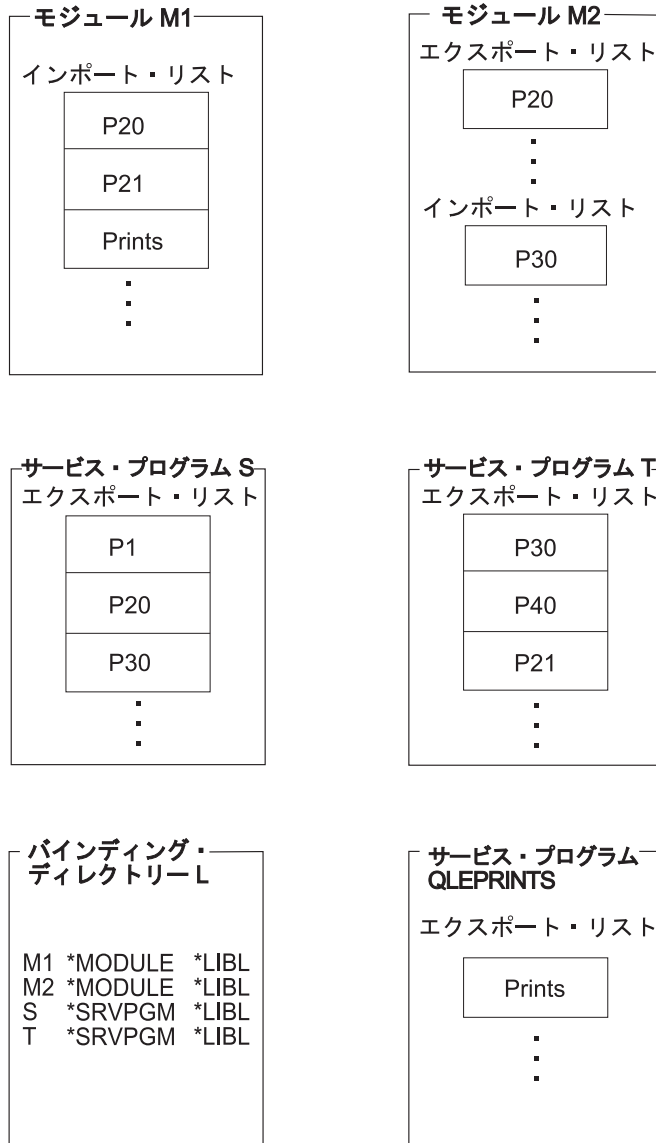 モジュール M1
インポート・リスト
P20
P21
Prints
モジュール M2
エクスポート・リスト
P20
インポート・リスト
P30
サービス・プログラム S
エクスポート・リスト
P1
P20
P30
サービス・プログラム T
エクスポート・リスト
P30
P40
P21
バインディング・
ディレクトリー L
M1 *MODULE *LIBL
M2 *MODULE *LIBL
S *SRVPGM *LIBL
T *SRVPGM *LIBL
サービス・プログラム
QLEPRINTS
エクスポート・リスト
Prints